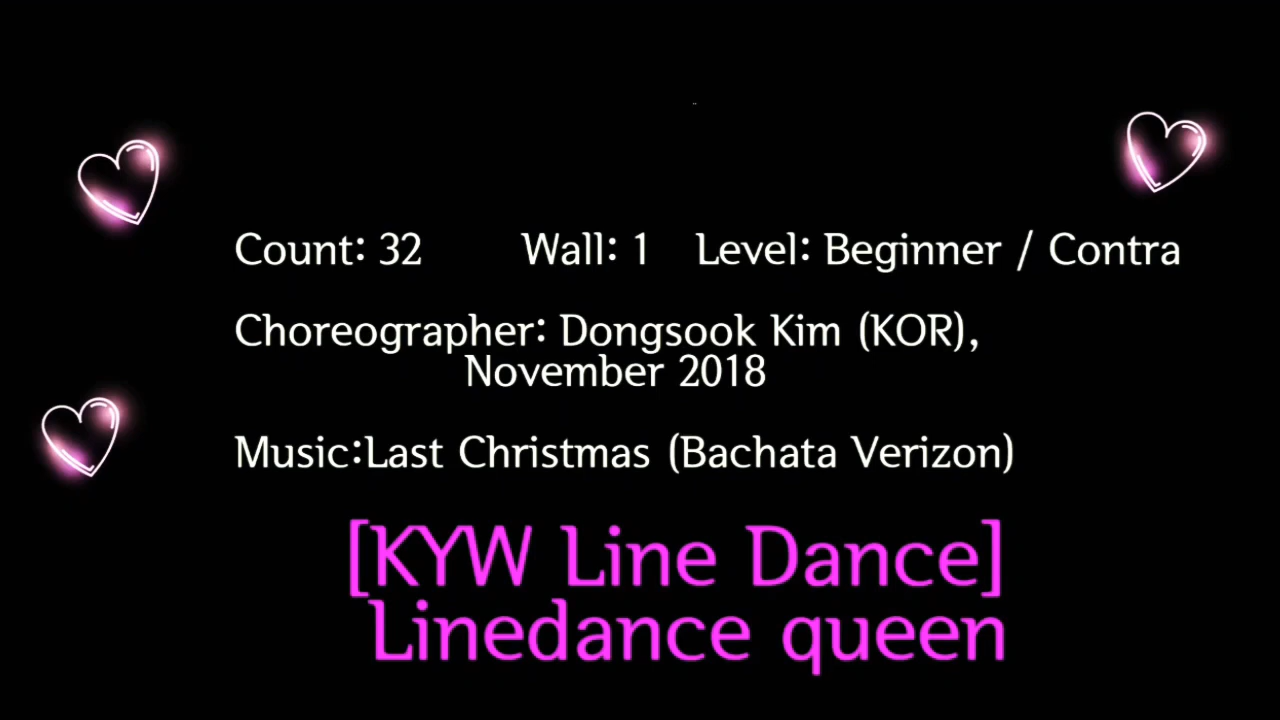 Count: 32 Wall: 1 Level: Beginner / Contra
Choreographer: Dongsook Kim (KOR),
November 2018
Music:Last Christmas (Bachata Verizon)
[KYW Line Dance]
Linedance queen